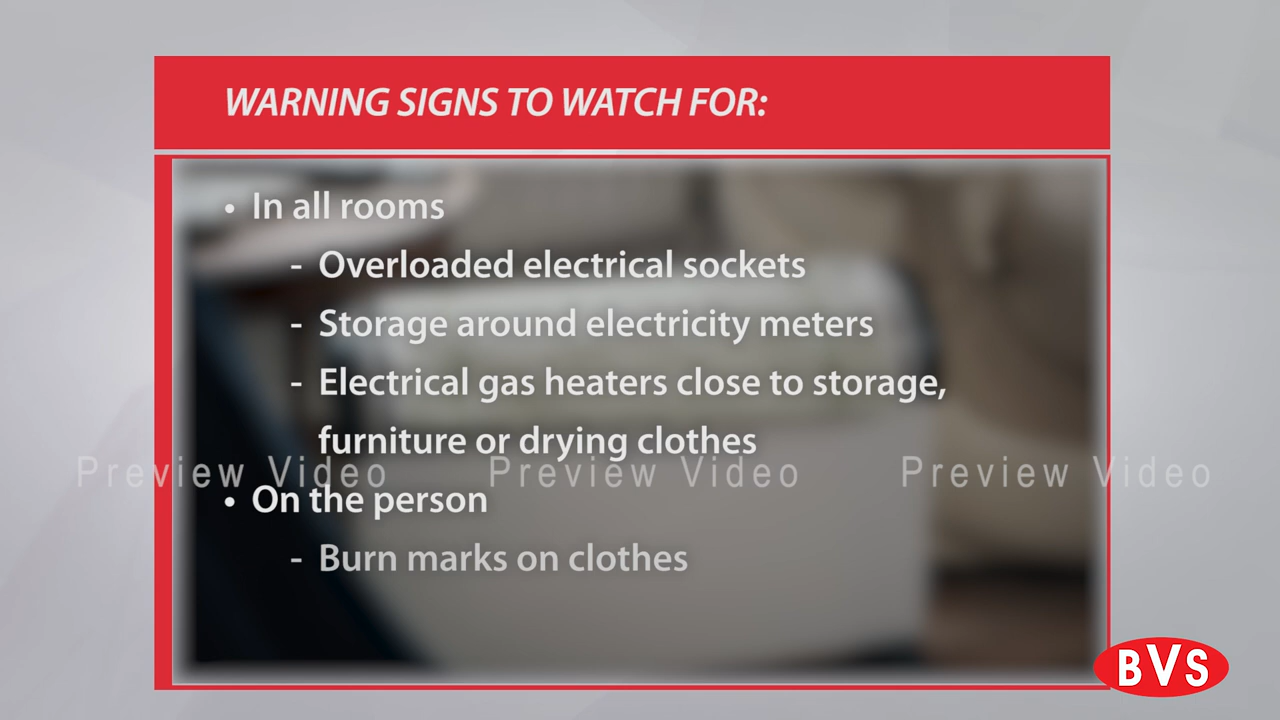 WARNING SIGNS TO WATCH FOR:
• In all rooms
- Overloaded electrical sockets
- Storage around electricity meters
- Electrical gas heaters close to storage,
furniture or drying clothes
Preview Video Preview Video Preview Video
• On the person
- Burn marks on clothes
BVS